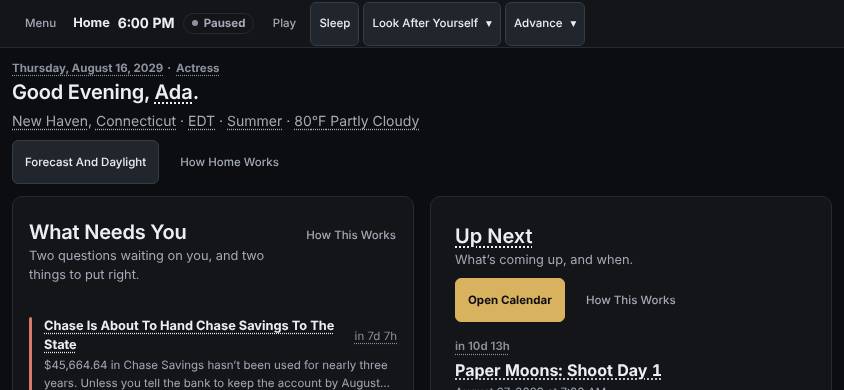 Menu Home 6:00 PM Paused Play Sleep Look After Yourself ▾ Advance ▾
Thursday, August 16, 2029 · Actress
Good Evening, Ada.
New Haven, Connecticut · EDT · Summer · 80°F Partly Cloudy
Forecast And Daylight How Home Works
What Needs You
How This Works
Two questions waiting on you, and two
things to put right.
Chase Is About To Hand Chase Savings To The
State
in 7d 7h
$45,664.64 in Chase Savings hasn’t been used for nearly three
years. Unless you tell the bank to keep the account by August...
Up Next
What’s coming up, and when.
Open Calendar How This Works
in 10d 13h
Paper Moons: Shoot Day 1